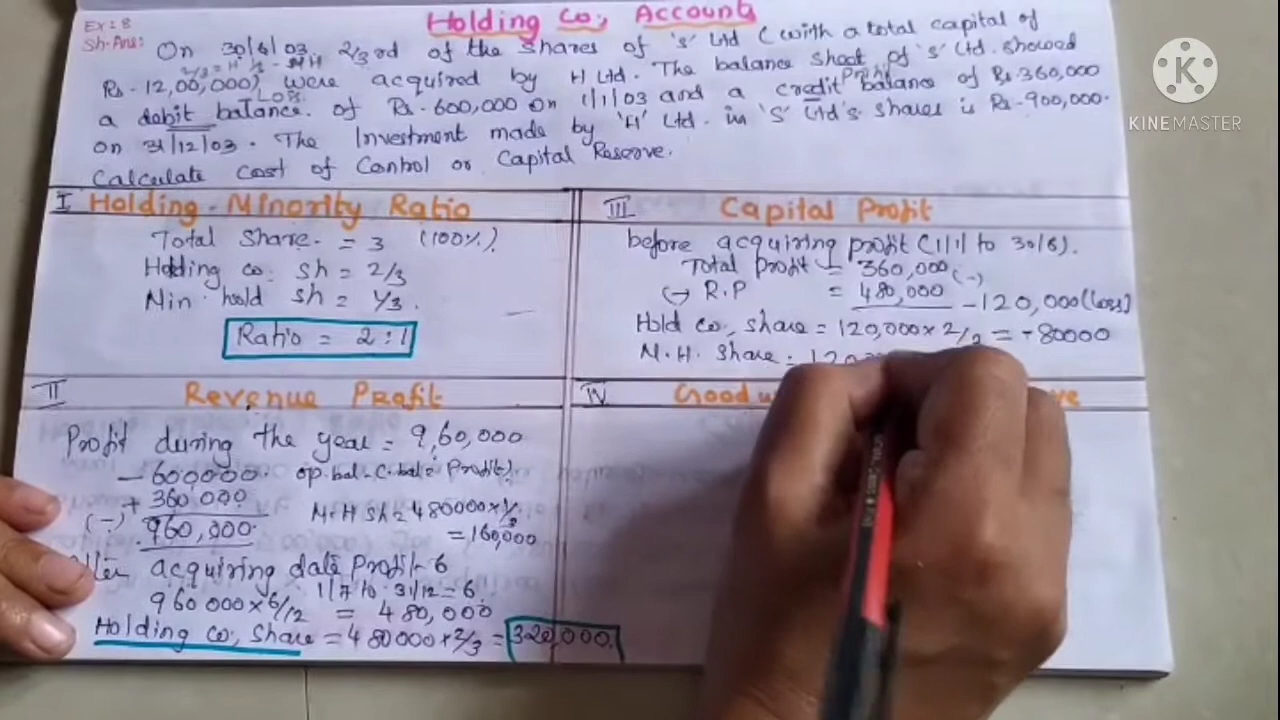 Holding Co., Accounts
Ex: 8
Sh-Ans:
On 30/6/03, 2/3rd of the shares of 's' Ltd (with a total capital of
Rs. 12,00,000), were acquired by H Ltd. The balance sheet of 's' Ltd. showed
Loss
Profit
a debit balance of Rs. 600,000 on 1/1/03 and a credit balance of Rs. 360,000
on 31/12/03. The Investment made by 'H' Ltd. in 's' Ltd's shares is Rs. 900,000.
Calculate cost of Control or Capital Reserve.
I Holding - Minority Ratio
Total Share = 3 (100%)
Holding co. sh = 2/3
Min. hold sh = 1/3.
Ratio = 2:1
II Revenue Profit
Profit during the year = 9,60,000
- 600,000 op. bal - C. bal = Profit)
+ 360,000
(-) 960,000
M.H Sh = 480000 x 1/3
= 160,000
acquiring date Profit 6
1/7 to 31/12 = 6
960000 x 6/12 = 480,000
Holding co., Share = 480000 x 2/3 = 320,000.
III Capital Profit
before acquiring profit (1/1 to 30/6).
Total profit = 360,000 (-)
(-) R.P = 480,000 - 120,000 (loss)
Hold co., share = 120,000 x 2/3 = -80000
M.H. Share =
IV
KINEMASTER